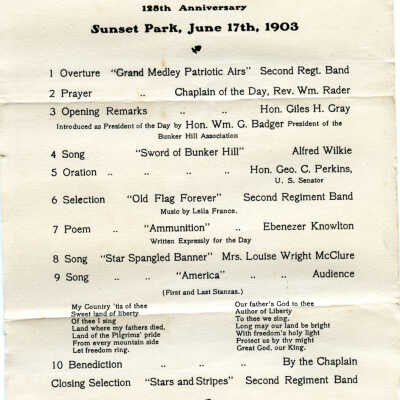 128th Anniversary
Sunset Park, June 17th, 1903
1 Overture "Grand Medley Patriotic Airs" Second Regt. Band
2 Prayer .. Chaplain of the Day, Rev. Wm. Rader
3 Opening Remarks .. .. Hon. Giles H. Gray
Introduced as President of the Day by Hon. Wm. G. Badger President of the
Bunker Hill Association
4 Song "Sword of Bunker Hill" Alfred Wilkie
5 Oration .. .. .. .. Hon. Geo. C. Perkins,
U. S. Senator
6 Selection "Old Flag Forever" Second Regiment Band
Music by Leila France.
7 Poem .. "Ammunition" .. Ebenezer Knowlton
Written Expressly for the Day
8 Song "Star Spangled Banner" Mrs. Louise Wright McClure
9 Song .. .. "America" .. .. Audience
(First and Last Stanzas.)
My Country 'tis of thee
Sweet land of liberty
Of thee I sing
Land where my fathers died,
Land of the Pilgrims' pride
From every mountain side
Let freedom ring.
Our father's God to thee
Author of Liberty
To thee we sing,
Long may our land be bright
With freedom's holy light
Protect us by thy might
Great God, our King.
10 Benediction .. .. .. By the Chaplain
Closing Selection "Stars and Stripes" Second Regiment Band